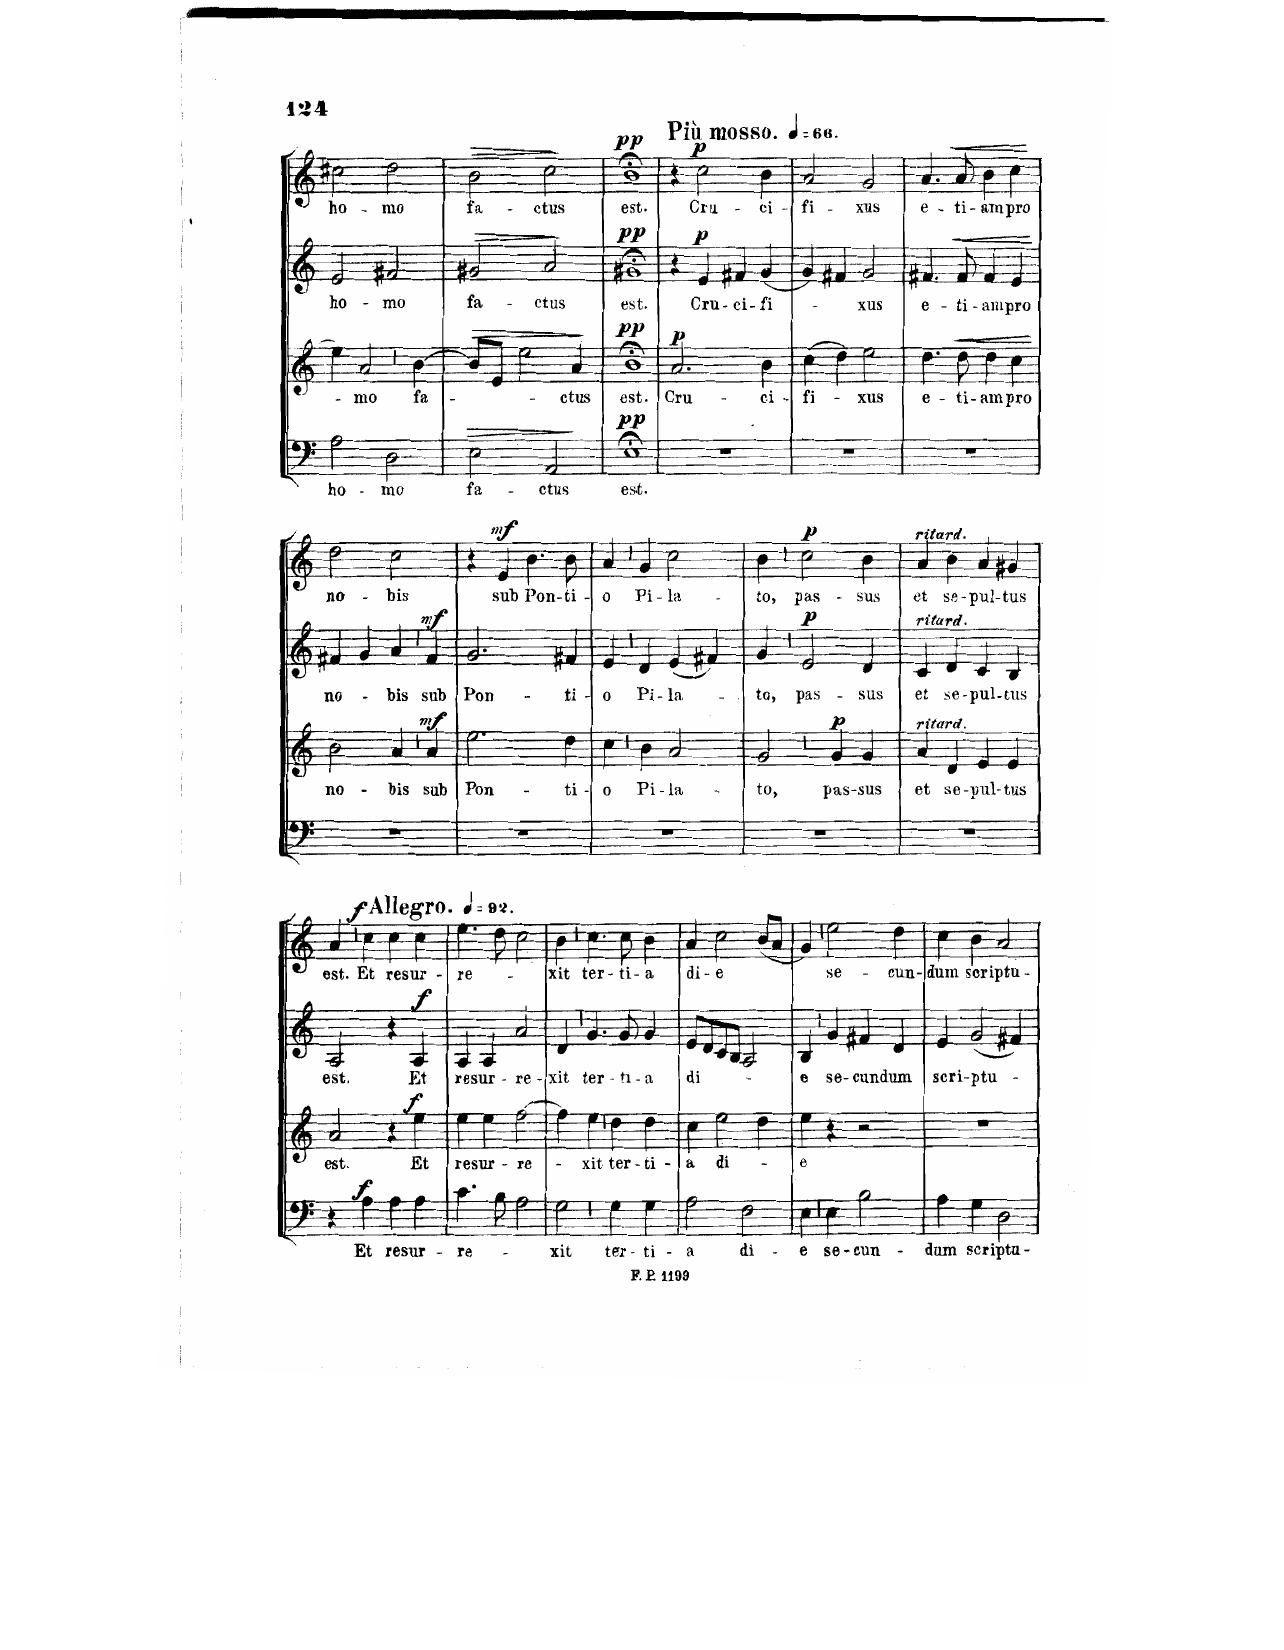 124
Più mosso. ♩=66.
pp
p
ho - mo fa - ctus est. Cru - ci - fi - xus e - ti - am pro
pp
p
ho - mo fa - ctus est. Cru - ci - fi - xus e - ti - am pro
pp
p
- mo fa - ctus est. Cru - ci - fi - xus e - ti - am pro
pp
ho - mo fa - ctus est.
mf p ritard.
no - bis sub Pon - ti - o Pi - la - to, pas - sus et se - pul - tus
mf p ritard.
no - bis sub Pon - ti - o Pi - la - to, pas - sus et se - pul - tus
mf p ritard.
no - bis sub Pon - ti - o Pi - la - to, pas - sus et se - pul - tus
f Allegro. ♩=92.
est. Et resur - re - xit ter - ti - a di - e se - cun - dum scriptu -
f
est. Et resur - re - xit ter - ti - a di - e se - cundum scri - ptu -
f
est. Et resur - re - xit ter - ti - a di - e
f
Et resur - re - xit ter - ti - a di - e se - cun - dum scriptu -
F. P. 1199